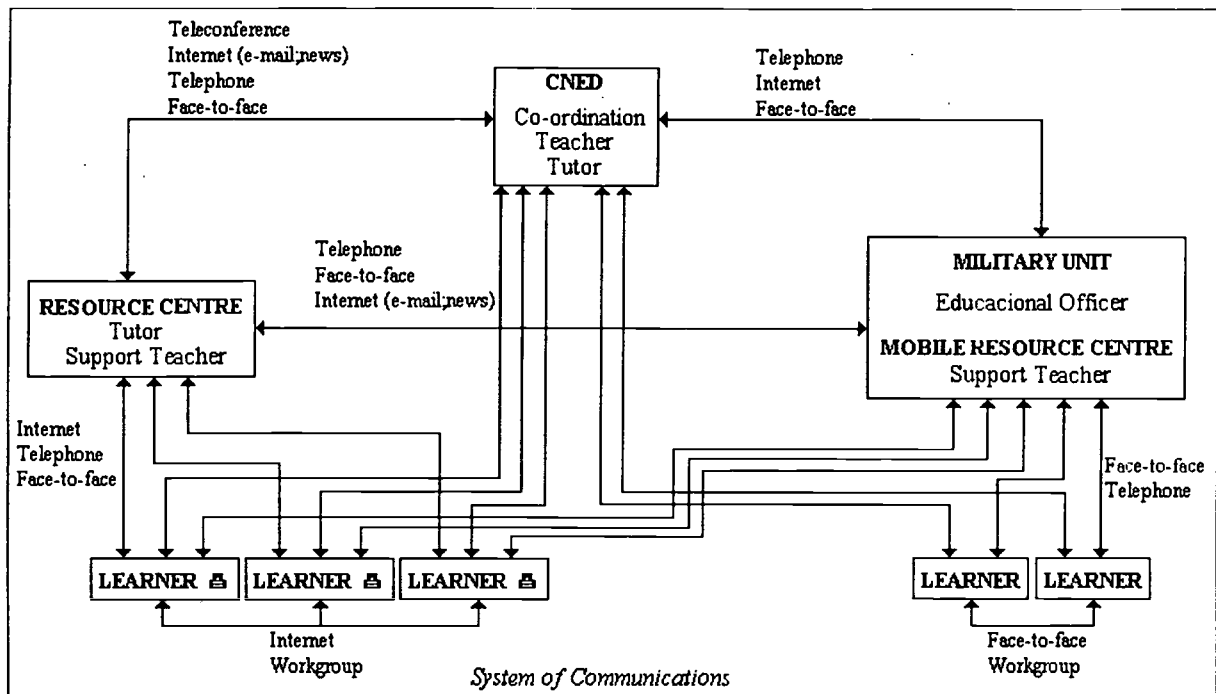 Teleconference
Internet (e-mail;news)
Telephone
Face-to-face
CNED
Co-ordination
Teacher
Tutor
Telephone
Internet
Face-to-face
Telephone
Face-to-face
Internet (e-mail;news)
RESOURCE CENTRE
Tutor
Support Teacher
MILITARY UNIT
Educacional Officer
MOBILE RESOURCE CENTRE
Support Teacher
Internet
Telephone
Face-to-face
Face-to-face
Telephone
LEARNER
LEARNER
LEARNER
LEARNER
LEARNER
Internet
Workgroup
Face-to-face
Workgroup
System of Communications